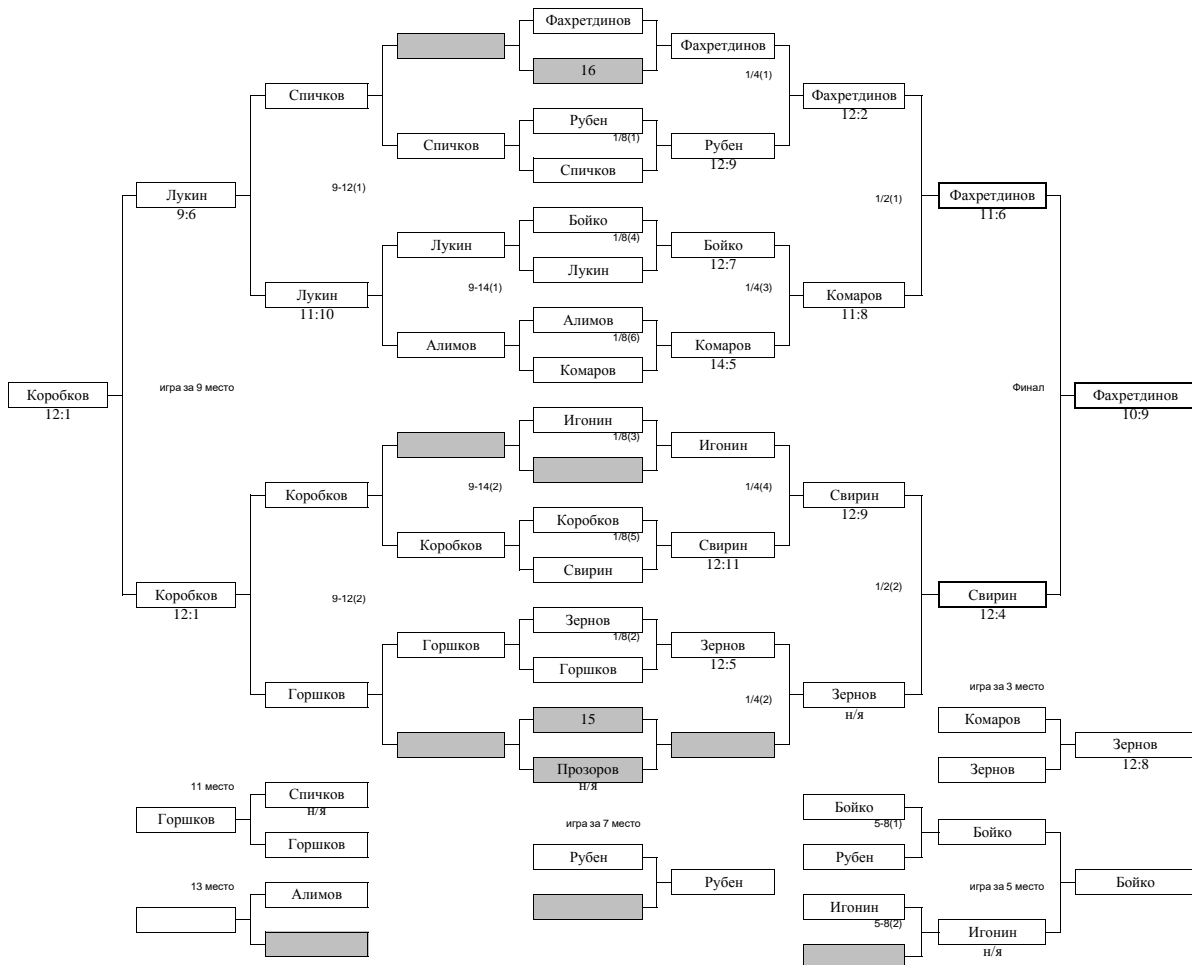 Фахретдинов
Фахретдинов
16
1/4(1)
Спичков
Фахретдинов
12:2
Рубен
1/8(1)
Спичков
Рубен
12:9
Спичков
9-12(1)
Лукин
9:6
1/2(1)
Фахретдинов
11:6
Бойко
1/8(4)
Лукин
Бойко
12:7
Лукин
9-14(1)
1/4(3)
Лукин
11:10
Комаров
11:8
Алимов
1/8(6)
Алимов
Комаров
14:5
Комаров
Коробков
12:1
игра за 9 место
Финал
Фахретдинов
10:9
Игонин
1/8(3)
Игонин
9-14(2)
1/4(4)
Коробков
Свирин
12:9
Коробков
1/8(5)
Коробков
Свирин
12:11
Свирин
Коробков
12:1
9-12(2)
1/2(2)
Свирин
12:4
Зернов
1/8(2)
Горшков
Зернов
12:5
Горшков
Горшков
1/4(2)
Зернов
н/я
игра за 3 место
15
Комаров
Зернов
12:8
Прозоров
н/я
Зернов
11 место
Спичков
н/я
Горшков
Горшков
игра за 7 место
Рубен
Рубен
Бойко
5-8(1)
Бойко
Рубен
13 место
Алимов
игра за 5 место
Бойко
Игонин
5-8(2)
Игонин
н/я